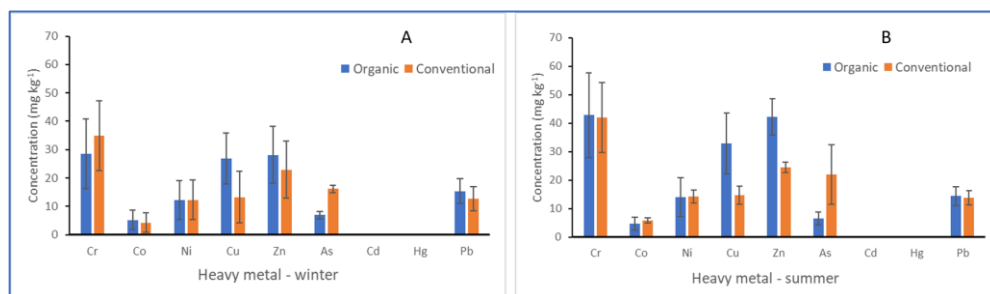 A
70
60
50
40
30
20
10
0
Concentration (mg kg⁻¹)
Organic Conventional
Cr Co Ni Cu Zn As Cd Hg Pb
Heavy metal - winter
B
70
60
50
40
30
20
10
0
Concentration (mg kg⁻¹)
Organic Conventional
Cr Co Ni Cu Zn As Cd Hg Pb
Heavy metal - summer